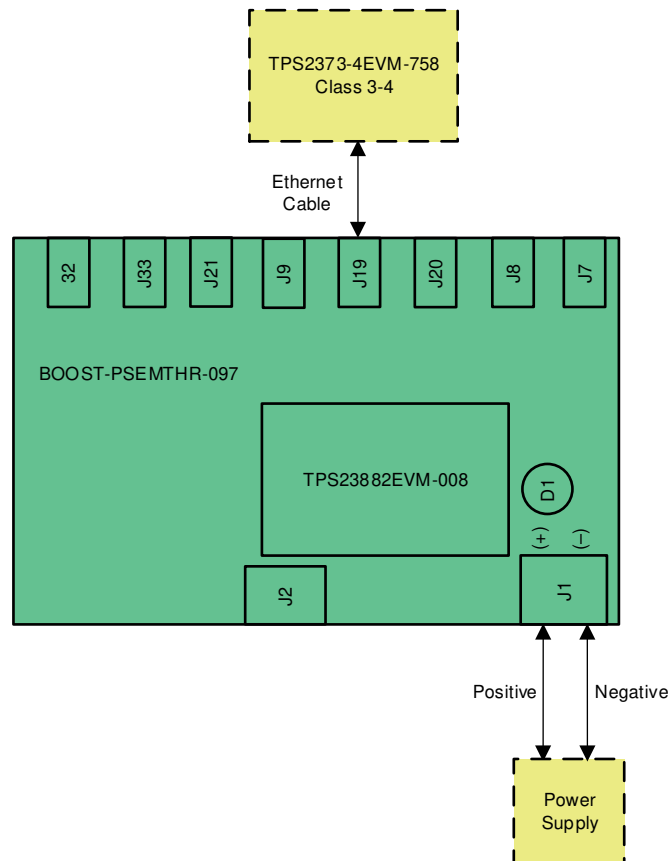 TPS2373-4EVM-758
Class 3-4
Ethernet
Cable
32
J33
J21
J9
J19
J20
J8
J7
BOOST-PSEMTHR-097
TPS23882EVM-008
D1
(+)
(–)
J2
J1
Positive
Negative
Power
Supply